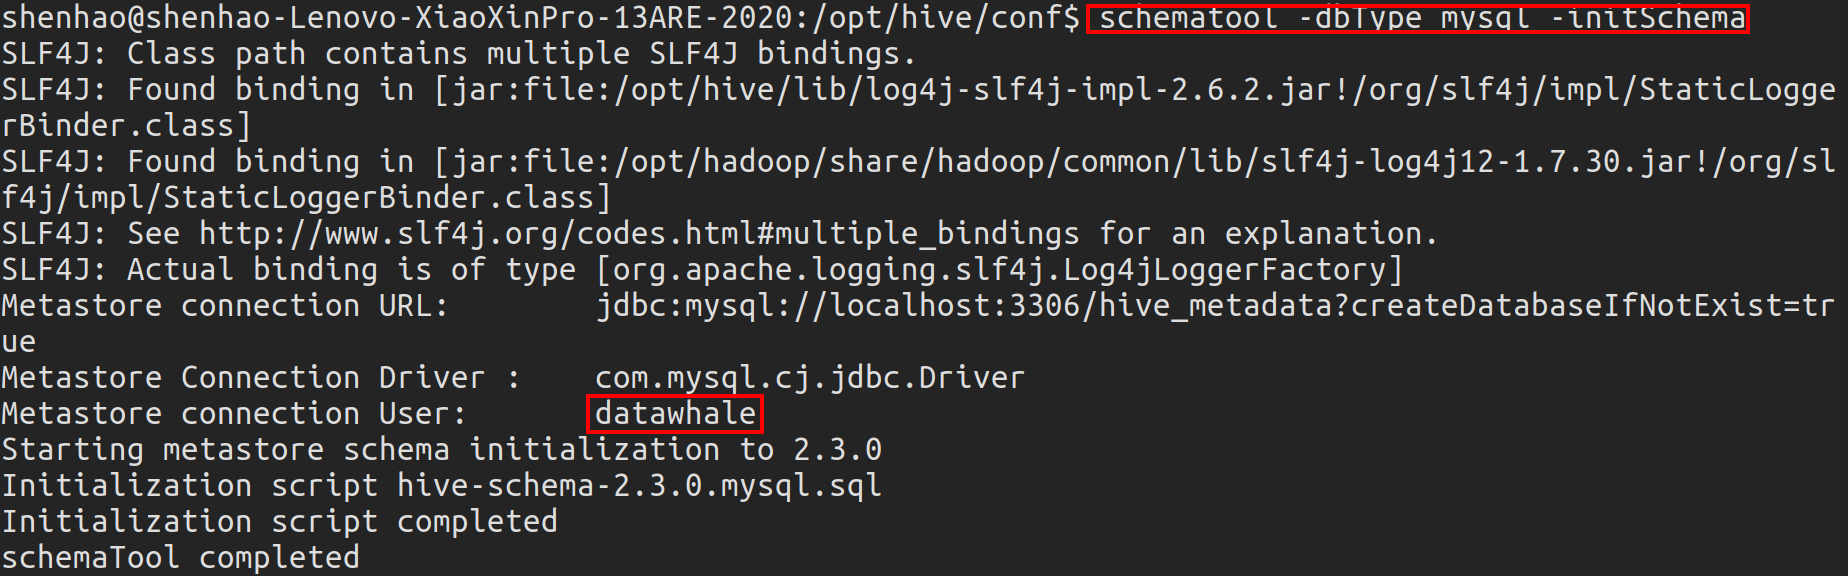 shenhao@shenhao-Lenovo-XiaoXinPro-13ARE-2020:/opt/hive/conf$ schematool -dbType mysql -initSchema
SLF4J: Class path contains multiple SLF4J bindings.
SLF4J: Found binding in [jar:file:/opt/hive/lib/log4j-slf4j-impl-2.6.2.jar!/org/slf4j/impl/StaticLogge
rBinder.class]
SLF4J: Found binding in [jar:file:/opt/hadoop/share/hadoop/common/lib/slf4j-log4j12-1.7.30.jar!/org/sl
f4j/impl/StaticLoggerBinder.class]
SLF4J: See http://www.slf4j.org/codes.html#multiple_bindings for an explanation.
SLF4J: Actual binding is of type [org.apache.logging.slf4j.Log4jLoggerFactory]
Metastore connection URL:        jdbc:mysql://localhost:3306/hive_metadata?createDatabaseIfNotExist=tr
ue
Metastore Connection Driver :    com.mysql.cj.jdbc.Driver
Metastore connection User:       datawhale
Starting metastore schema initialization to 2.3.0
Initialization script hive-schema-2.3.0.mysql.sql
Initialization script completed
schemaTool completed